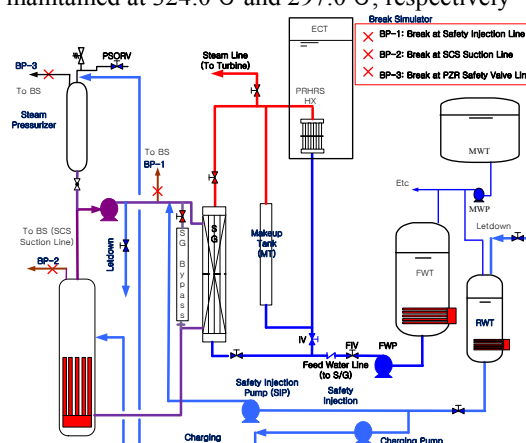 maintained at 324.0℃ and 297.0℃, respectively
Break Simulator
BP-1: Break at Safety Injection Line
BP-2: Break at SCS Suction Line
BP-3: Break at PZR Safety Valve Lin
ECT
PSORV
BP-3
To BS
Steam
Pressurizer
Steam Line
(To Turbine)
PRHRS
HX
MWT
To BS
BP-1
Etc
MWP
Letdown
To BS (SCS
Suction Line)
BP-2
Letdown
SG Bypass
SG
Makeup
Tank
(MT)
FWT
RWT
IV
FIV
FWP
Feed Water Line
(to S/G)
Safety Injection
Pump (SIP)
Safety
Injection
Charging
Charging Pump